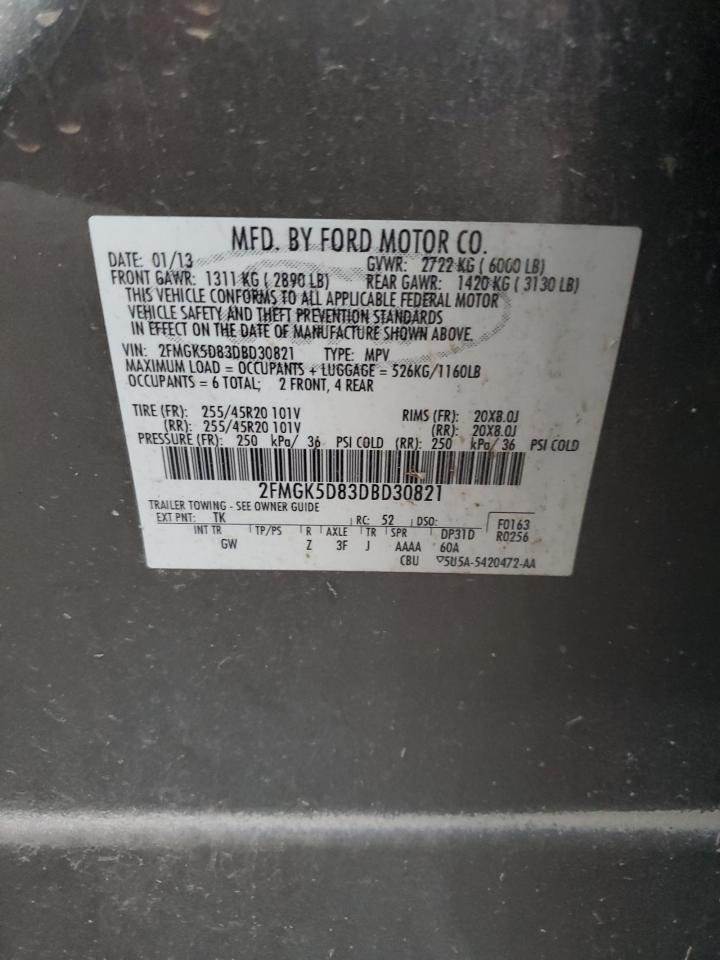 MFD. BY FORD MOTOR CO.
DATE: 01/13 GVWR: 2722 KG ( 6000 LB)
FRONT GAWR: 1311 KG ( 2890 LB) REAR GAWR: 1420 KG ( 3130 LB)
THIS VEHICLE CONFORMS TO ALL APPLICABLE FEDERAL MOTOR
VEHICLE SAFETY AND THEFT PREVENTION STANDARDS
IN EFFECT ON THE DATE OF MANUFACTURE SHOWN ABOVE.
VIN: 2FMGK5D83DBD30821 TYPE: MPV
MAXIMUM LOAD = OCCUPANTS + LUGGAGE = 526KG/1160LB
OCCUPANTS = 6 TOTAL; 2 FRONT, 4 REAR
TIRE (FR): 255/45R20 101V RIMS (FR): 20X8.0J
(RR): 255/45R20 101V (RR): 20X8.0J
PRESSURE (FR): 250 kPa/ 36 PSI COLD (RR): 250 kPa/ 36 PSI COLD
2FMGK5D83DBD30821
TRAILER TOWING - SEE OWNER GUIDE
EXT PNT: TK RC: 52 DSO: F0163
INT TR TP/PS R AXLE TR SPR DP31D R0256
GW Z 3F J AAAA 60A
CBU ▽5U5A-5420472-AA